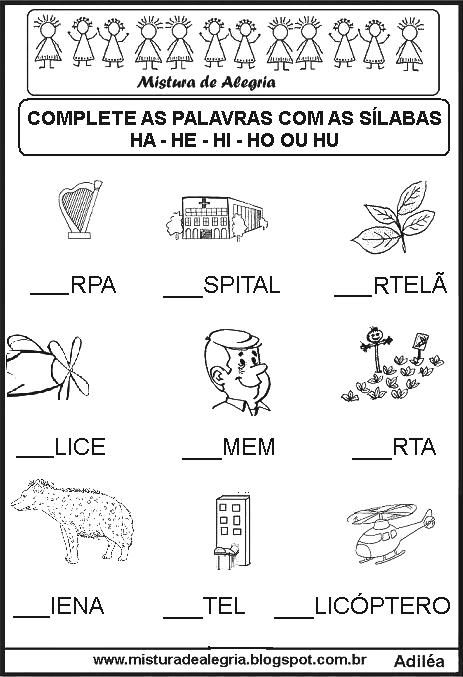 Mistura de Alegria
COMPLETE AS PALAVRAS COM AS SÍLABAS
HA - HE - HI - HO OU HU
___RPA ___SPITAL ___RTELÃ
___LICE ___MEM ___RTA
___IENA ___TEL ___LICÓPTERO
www.misturadealegria.blogspot.com.br Adiléa